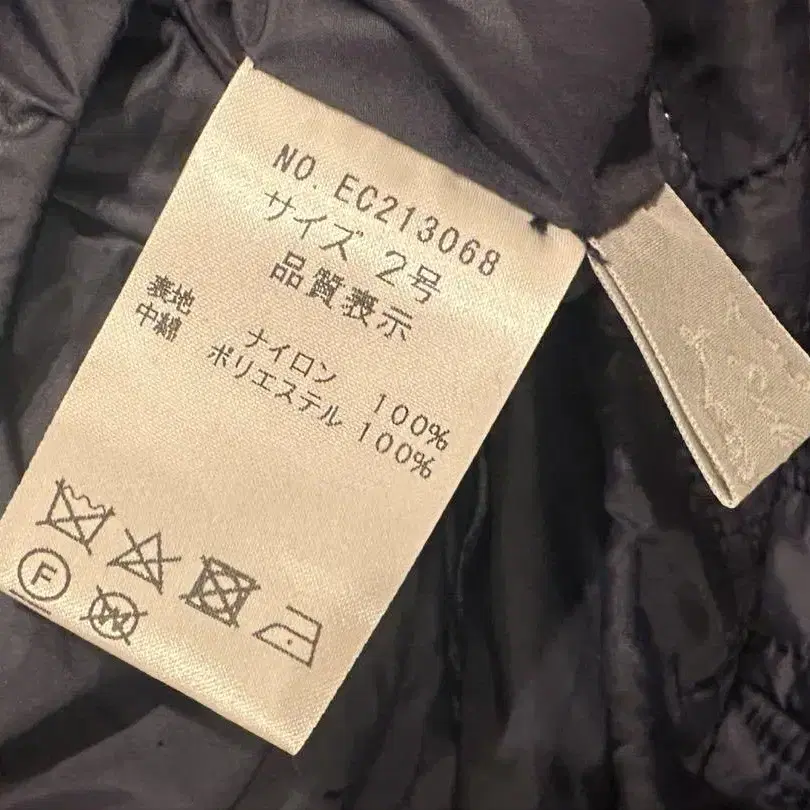 NO. EC213068
サイズ 2号
品質表示
表地 ナイロン 100%
中綿 ポリエステル 100%
F
W